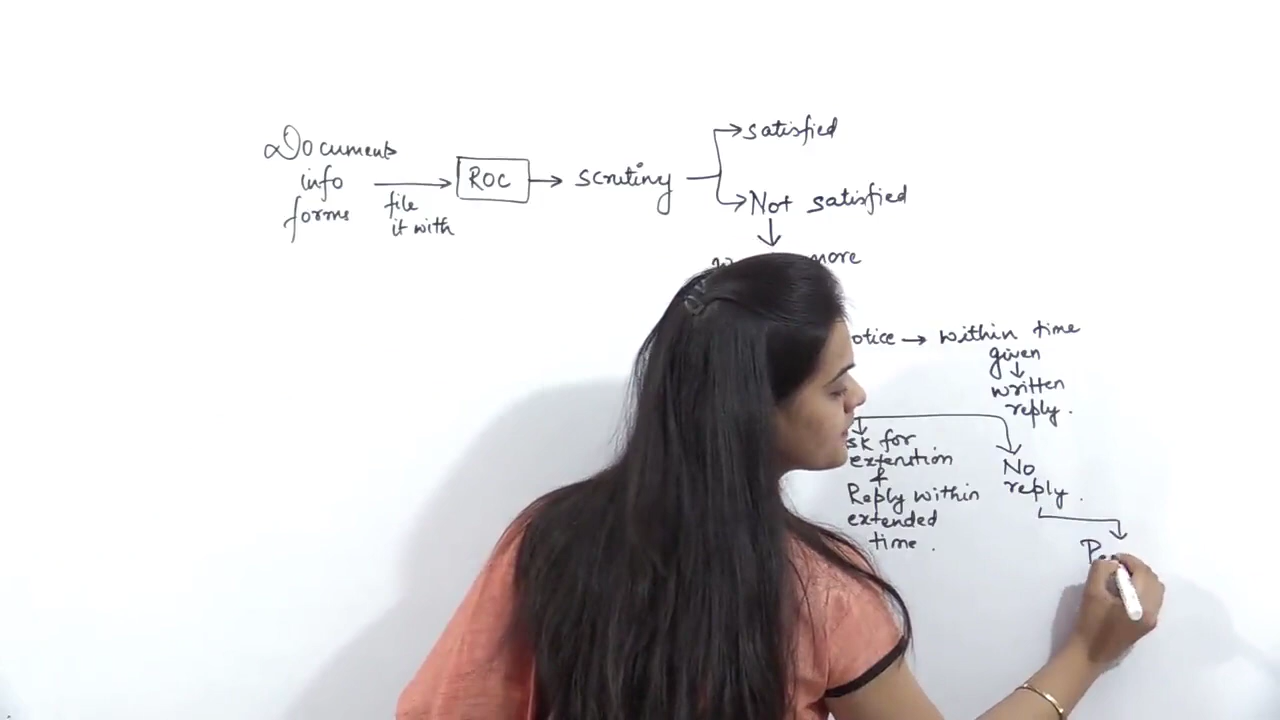 Documents
info
forms
file
it with
ROC
scrutiny
satisfied
Not satisfied
more
otice → within time
given
written
reply.
sk for
extenstion
&
Reply within
extended
time.
No
reply.